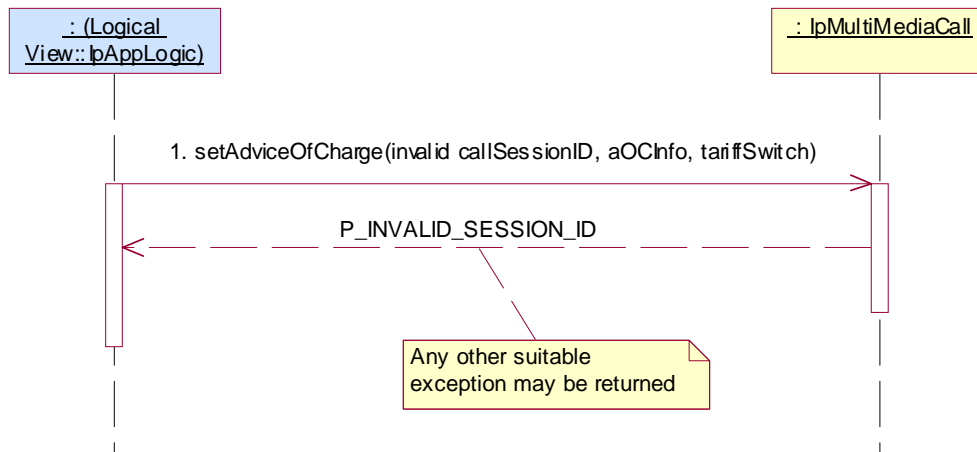 : (Logical
View::IpAppLogic)
: IpMultiMediaCall
1. setAdviceOfCharge(invalid callSessionID, aOCInfo, tariffSwitch)
P_INVALID_SESSION_ID
Any other suitable
exception may be returned